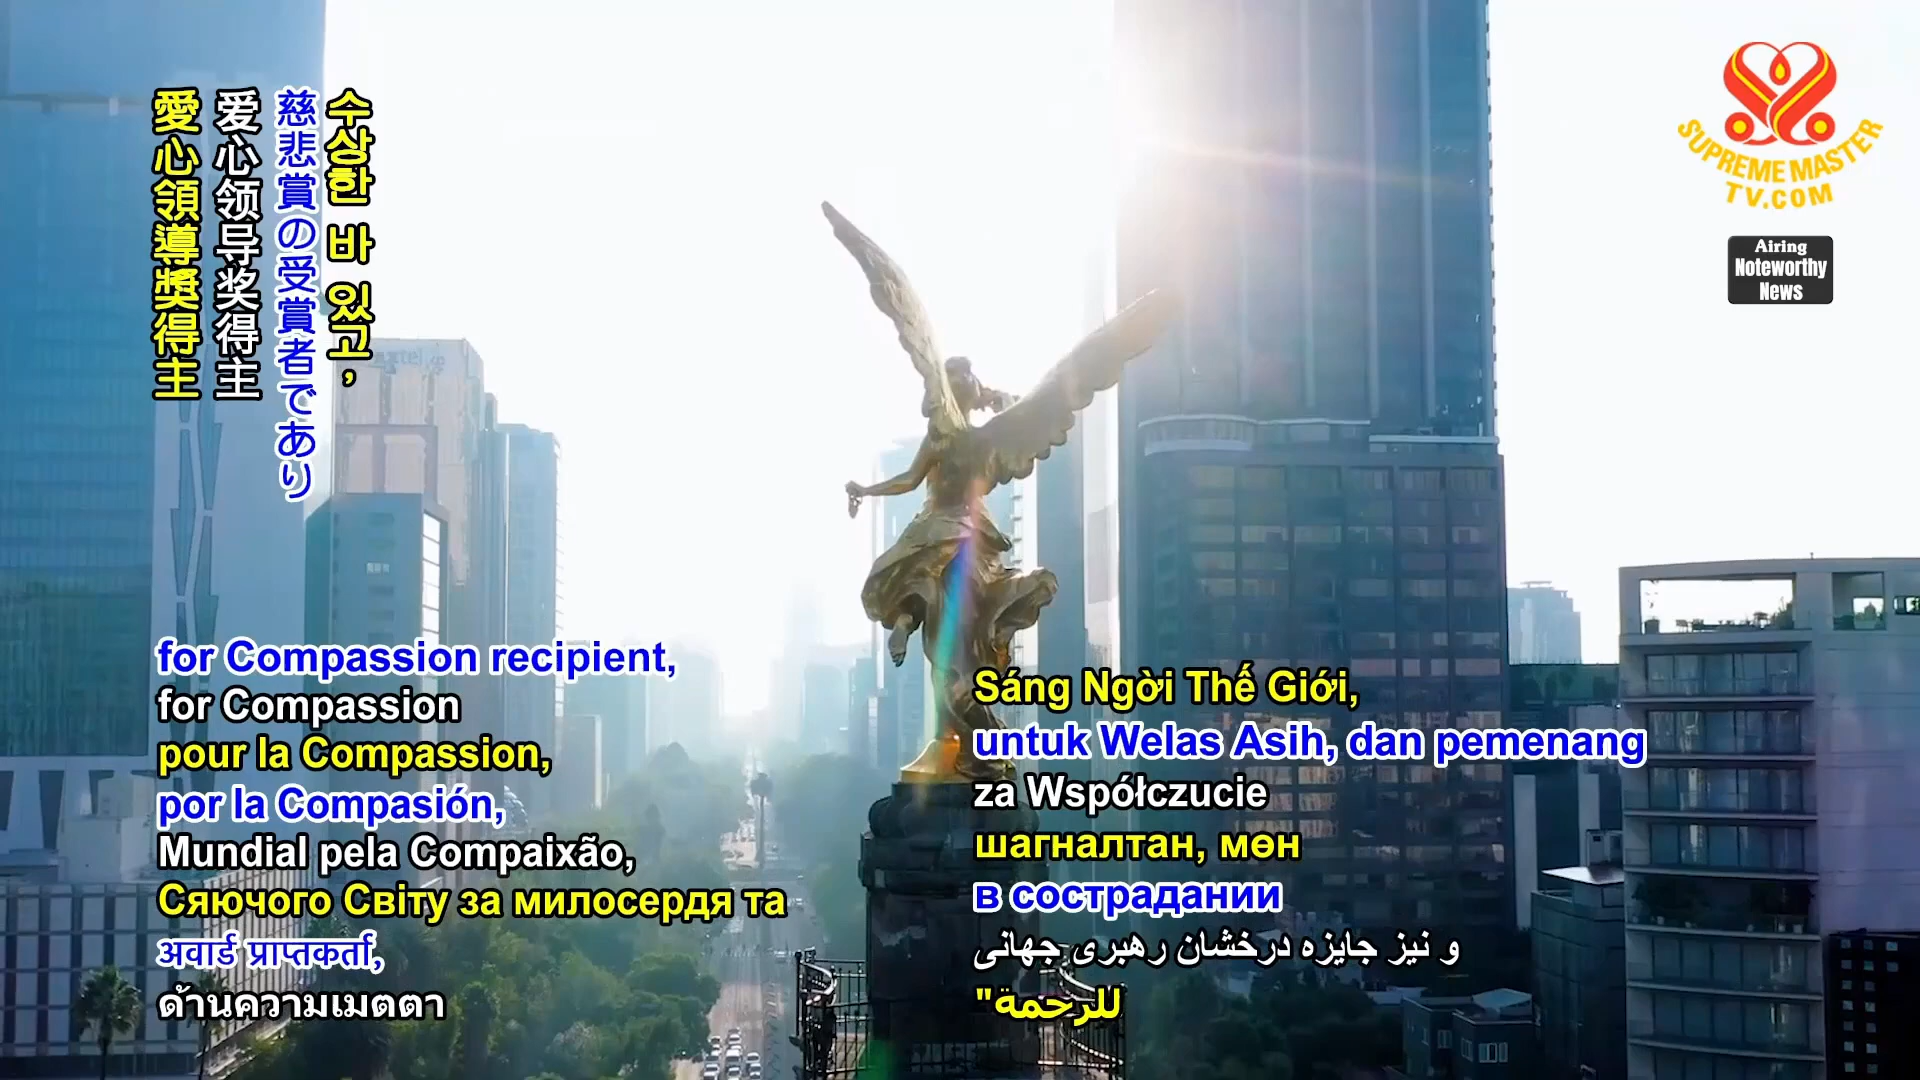 愛心領導獎得主
爱心领导奖得主
慈悲賞の受賞者であり
수상한 바 있고,
SUPREME MASTER
TV.COM
Airing
Noteworthy
News
for Compassion recipient,
for Compassion
pour la Compassion,
por la Compasión,
Mundial pela Compaixão,
Сяючого Світу за милосердя та
अवार्ड प्राप्तकर्ता,
ด้านความเมตตา
Sáng Ngời Thế Giới,
untuk Welas Asih, dan pemenang
za Współczucie
шагналтан, мөн
в сострадании
و نیز جایزه درخشان رهبری جهانی
للرحمة"